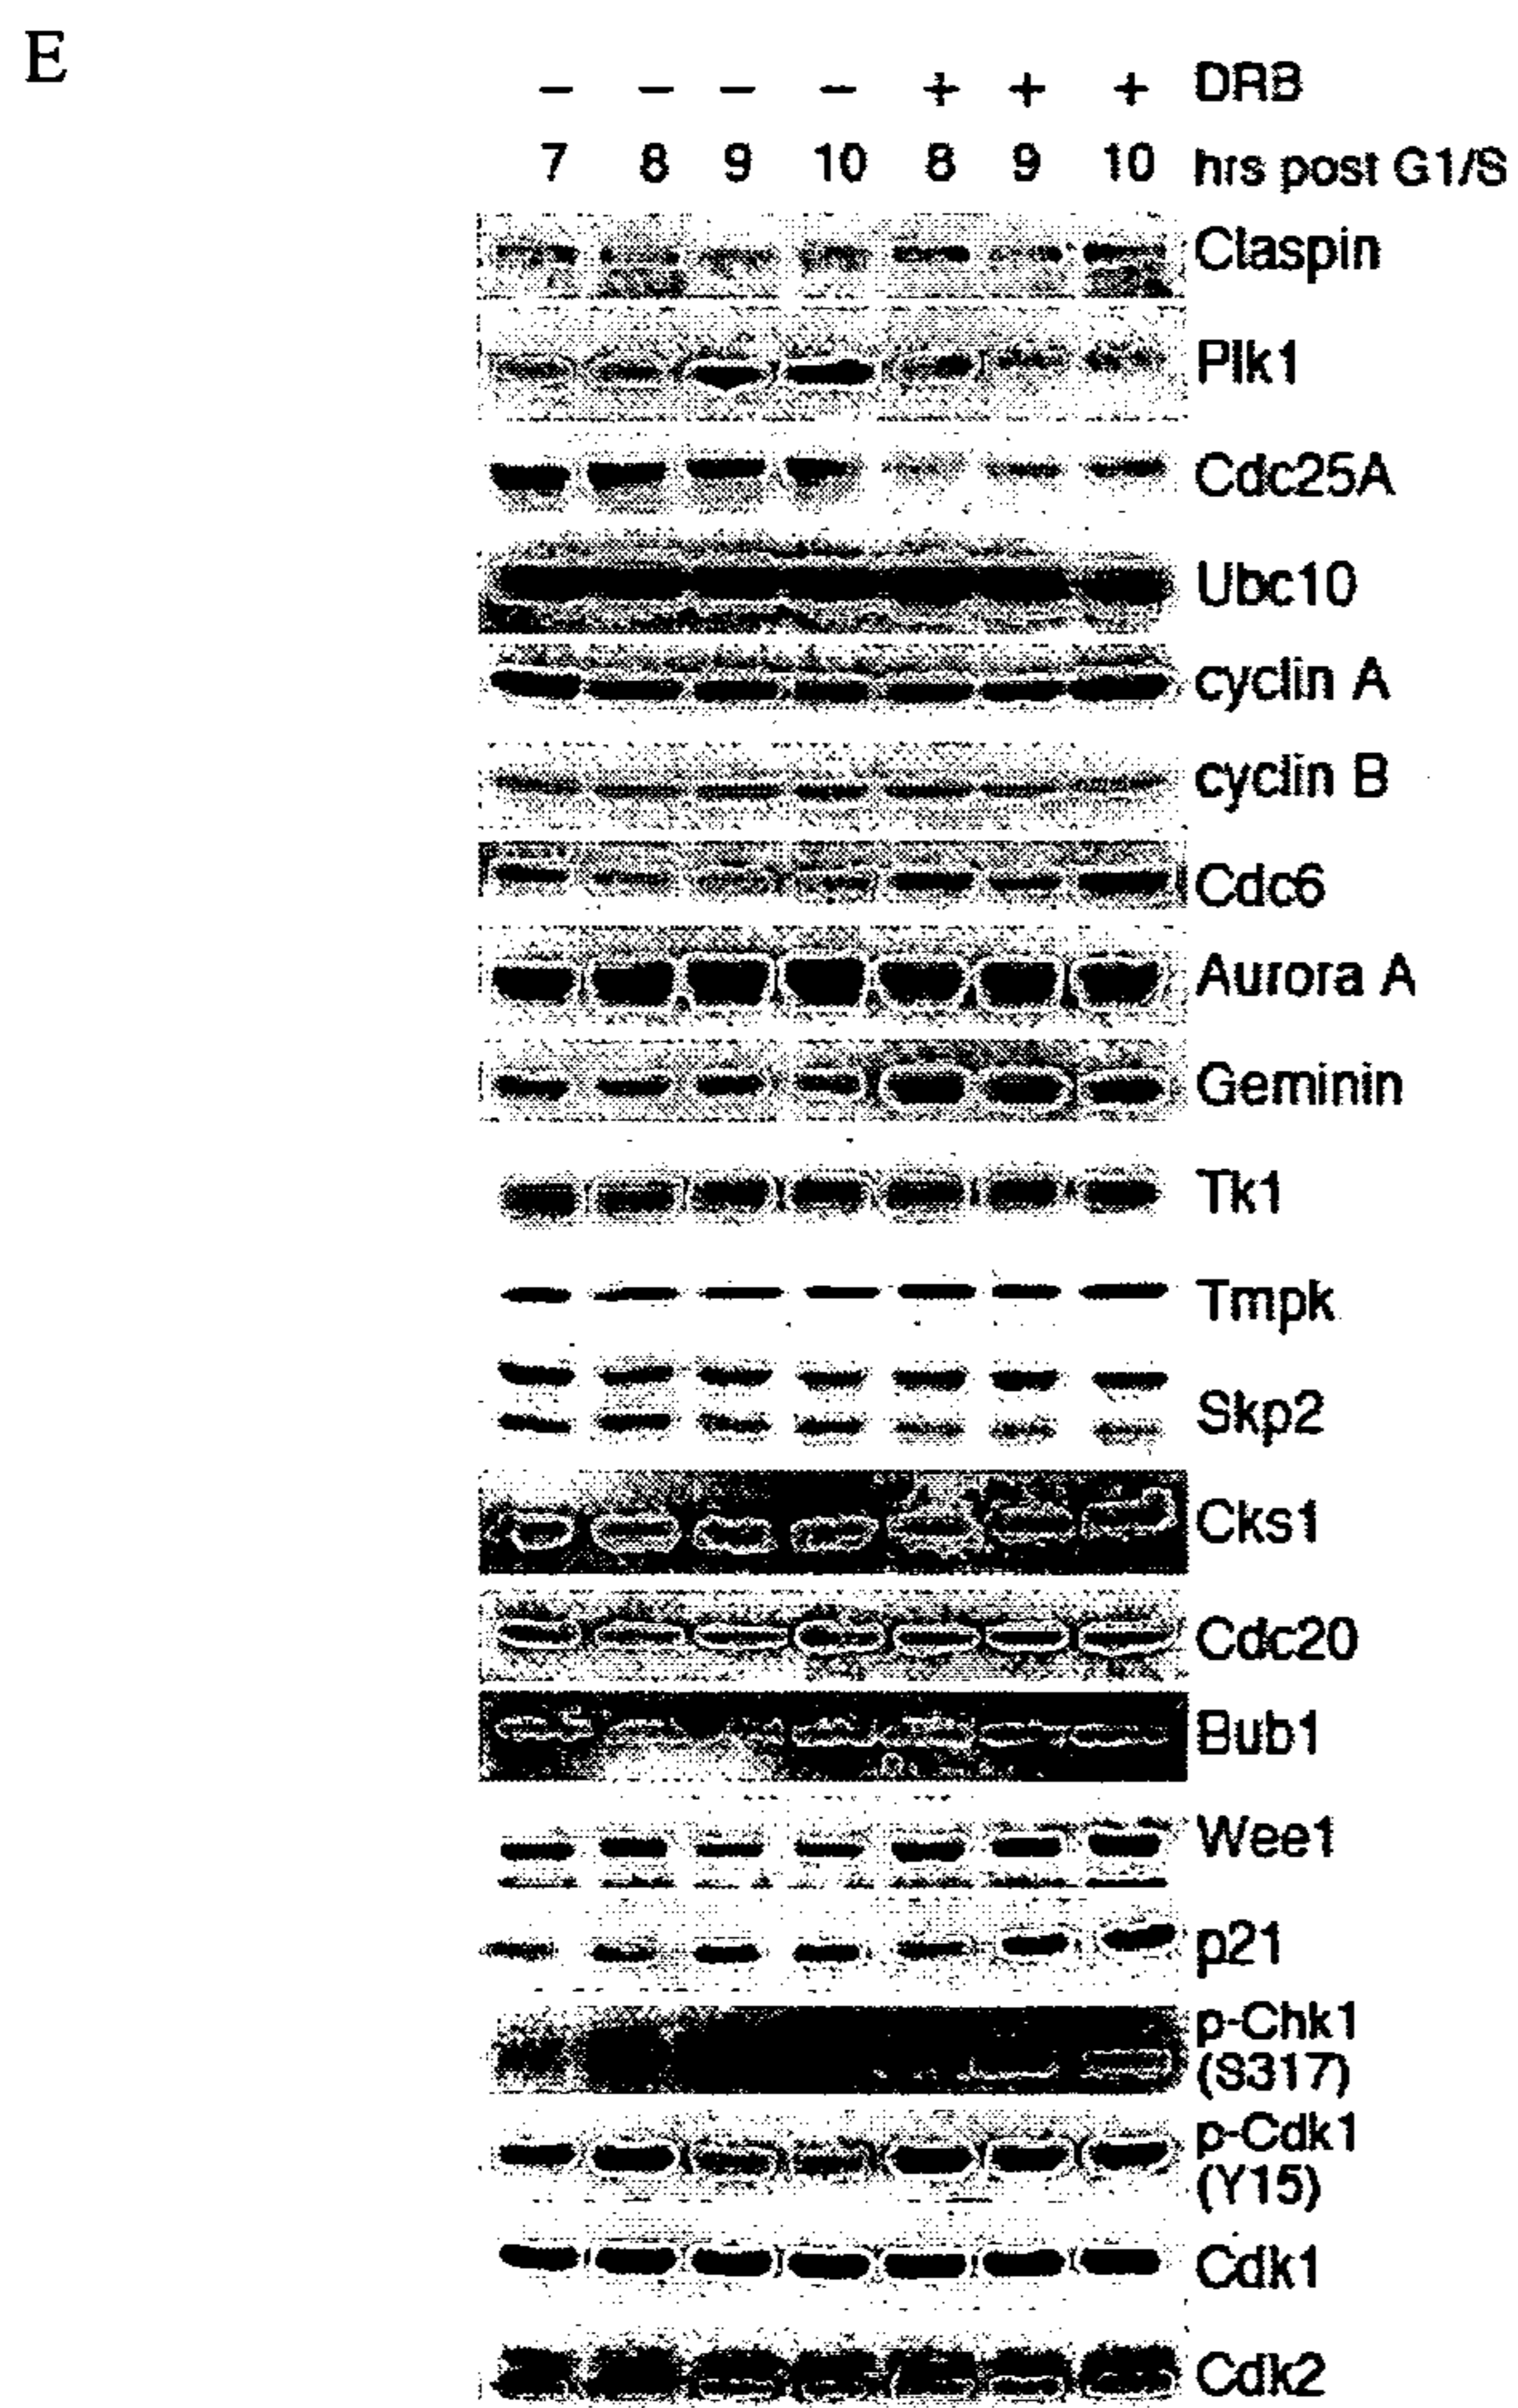 E
− − − − + + + DRB
7 8 9 10 8 9 10 hrs post G1/S
Claspin
Plk1
Cdc25A
Ubc10
cyclin A
cyclin B
Cdc6
Aurora A
Geminin
Tk1
Tmpk
Skp2
Cks1
Cdc20
Bub1
Wee1
p21
p-Chk1
(S317)
p-Cdk1
(Y15)
Cdk1
Cdk2